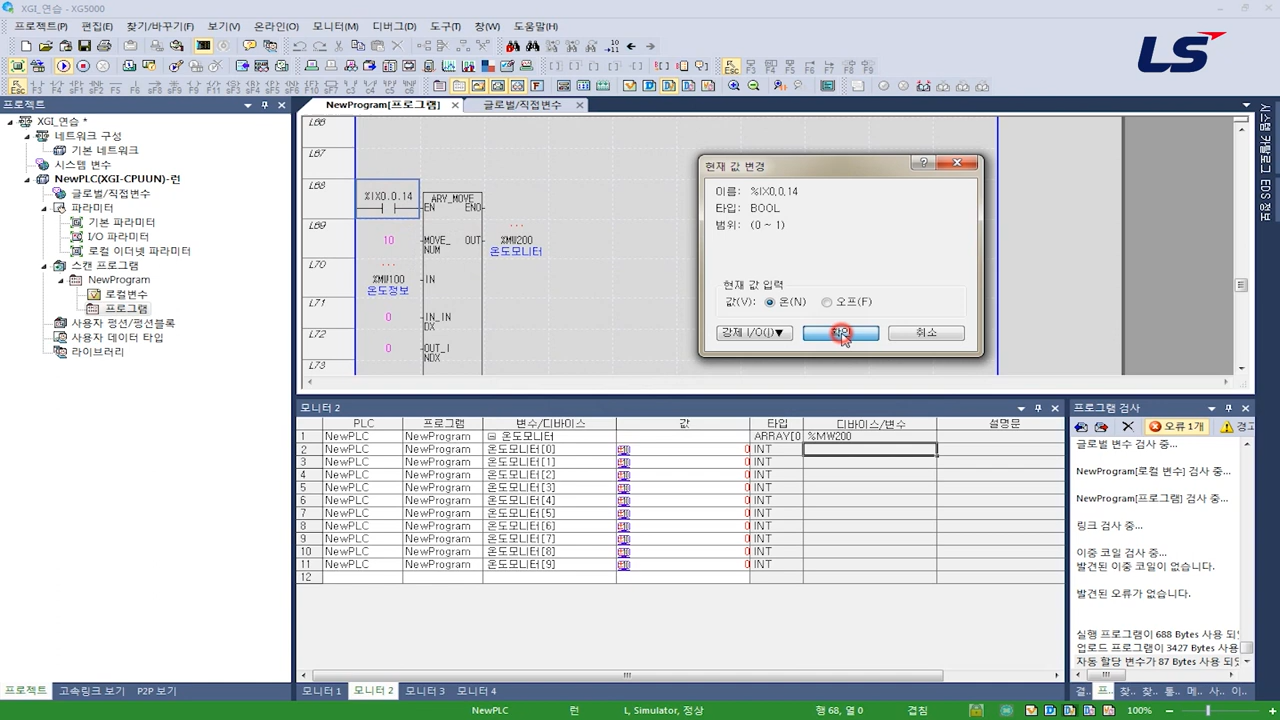 XGI_연습 - XG5000
프로젝트(P) 편집(E) 찾기/바꾸기(F) 보기(V) 온라인(O) 모니터(M) 디버그(D) 도구(T) 창(W) 도움말(H)
LS
프로젝트
NewProgram[프로그램]
글로벌/직접변수
XGI_연습 *
네트워크 구성
기본 네트워크
시스템 변수
NewPLC(XGI-CPUUN)-런
글로벌/직접변수
파라미터
기본 파라미터
I/O 파라미터
로컬 이더넷 파라미터
스캔 프로그램
NewProgram
로컬변수
프로그램
사용자 펑션/펑션블록
사용자 데이터 타입
라이브러리
L66
L67
L68
L69
L70
L71
L72
L73
%IX0.0.14
ARY_MOVE
EN ENO
10
MOVE_
NUM
OUT
%MW200
온도모니터
%MW100
온도정보
IN
0
IN_IN
DX
0
OUT_I
NDX
현재 값 변경
이름: %IX0.0.14
타입: BOOL
범위: (0 ~ 1)
현재 값 입력
값(V): 온(N) 오프(F)
강제 I/O(J)▼
취소
모니터 2
PLC 프로그램 변수/디바이스 값 타입 디바이스/변수 설명문
1 NewPLC NewProgram 온도모니터 ARRAY[0 %MW200
2 NewPLC NewProgram 온도모니터[0] 0 INT
3 NewPLC NewProgram 온도모니터[1] 0 INT
4 NewPLC NewProgram 온도모니터[2] 0 INT
5 NewPLC NewProgram 온도모니터[3] 0 INT
6 NewPLC NewProgram 온도모니터[4] 0 INT
7 NewPLC NewProgram 온도모니터[5] 0 INT
8 NewPLC NewProgram 온도모니터[6] 0 INT
9 NewPLC NewProgram 온도모니터[7] 0 INT
10 NewPLC NewProgram 온도모니터[8] 0 INT
11 NewPLC NewProgram 온도모니터[9] 0 INT
12
프로그램 검사
오류 1개 경고
글로벌 변수 검사 중...
NewProgram[로컬 변수] 검사 중...
NewProgram[프로그램] 검사 중...
링크 검사 중...
이중 코일 검사 중...
발견된 이중 코일이 없습니다.
발견된 오류가 없습니다.
실행 프로그램이 688 Bytes 사용 되
업로드 프로그램이 3427 Bytes 사용
자동 할당 변수가 87 Bytes 사용 되
결.. 프.. 찾.. 찾.. 통.. 메.. 사.. 이..
프로젝트 고속링크 보기 P2P 보기
모니터 1 모니터 2 모니터 3 모니터 4
NewPLC 런 L, Simulator, 정상 행 68, 열 0 겹침 100%
시스템 카탈로그
EDS 정보